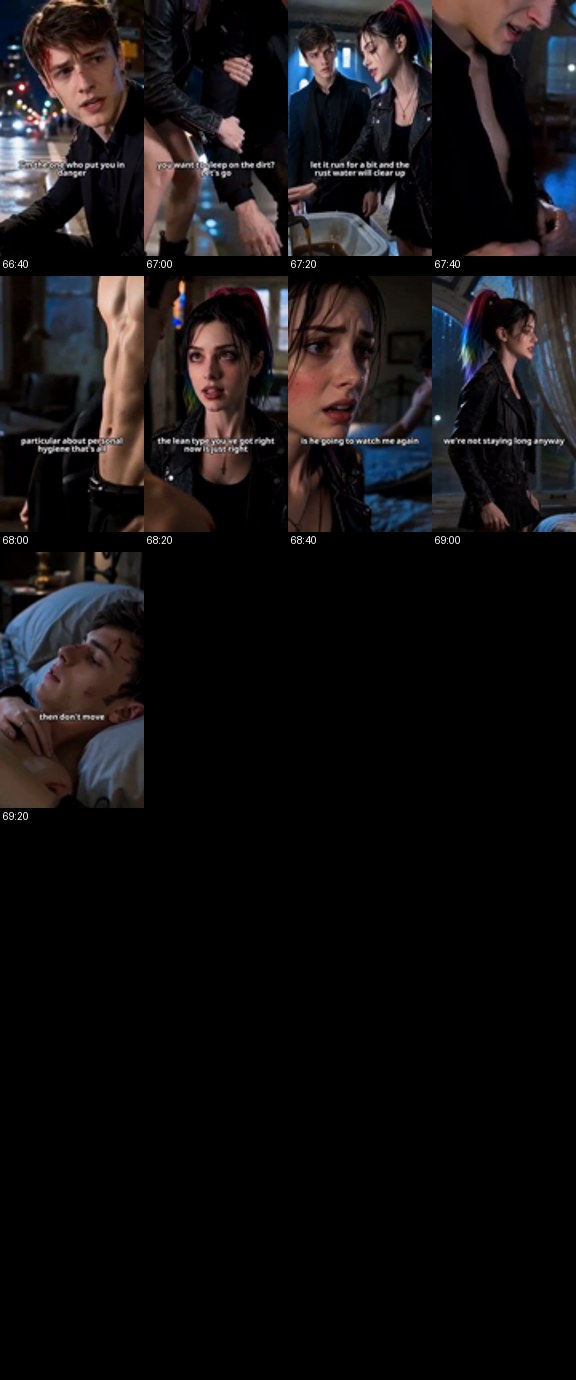 I'm the one who put you in
danger
you want to sleep on the dirt?
Let's go
let it run for a bit and the
rust water will clear up
66:40
67:00
67:20
67:40
particular about personal
hygiene that's all
the lean type you've got right
now is just right
is he going to watch me again
we're not staying long anyway
68:00
68:20
68:40
69:00
then don't move
69:20